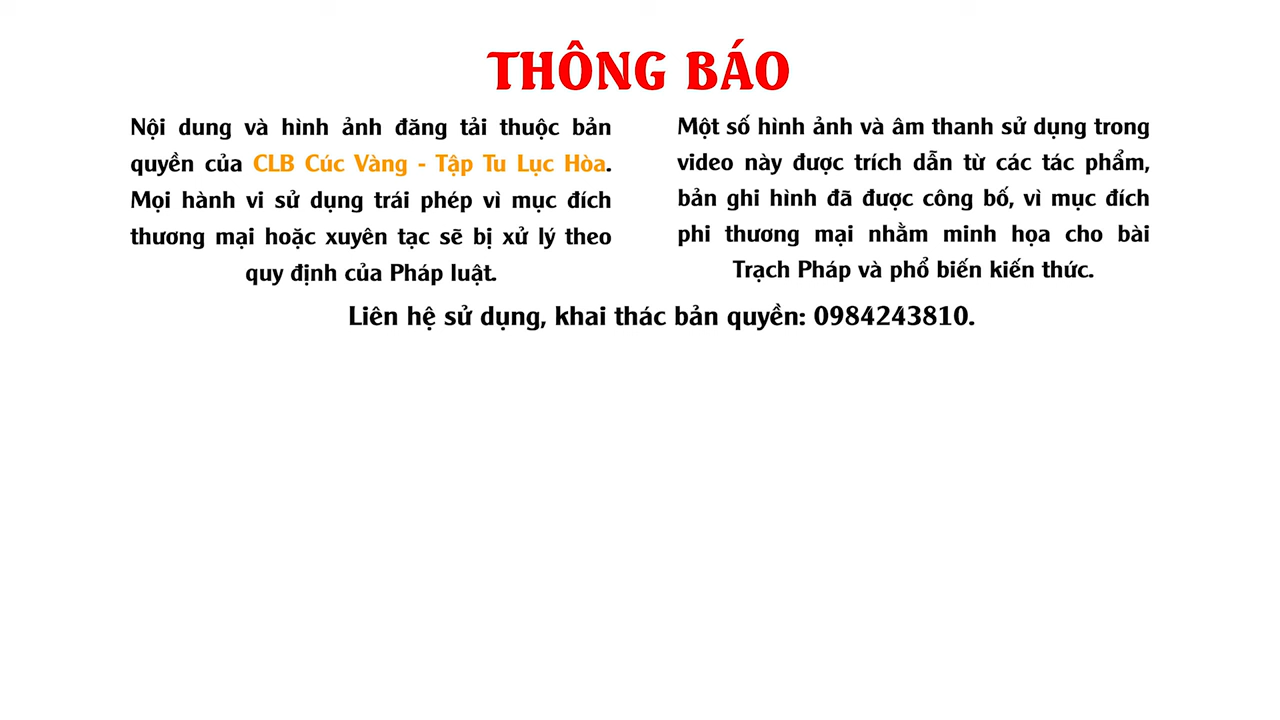 THÔNG BÁO
Nội dung và hình ảnh đăng tải thuộc bản
quyền của CLB Cúc Vàng - Tập Tu Lục Hòa.
Mọi hành vi sử dụng trái phép vì mục đích
thương mại hoặc xuyên tạc sẽ bị xử lý theo
quy định của Pháp luật.
Một số hình ảnh và âm thanh sử dụng trong
video này được trích dẫn từ các tác phẩm,
bản ghi hình đã được công bố, vì mục đích
phi thương mại nhằm minh họa cho bài
Trạch Pháp và phổ biến kiến thức.
Liên hệ sử dụng, khai thác bản quyền: 0984243810.